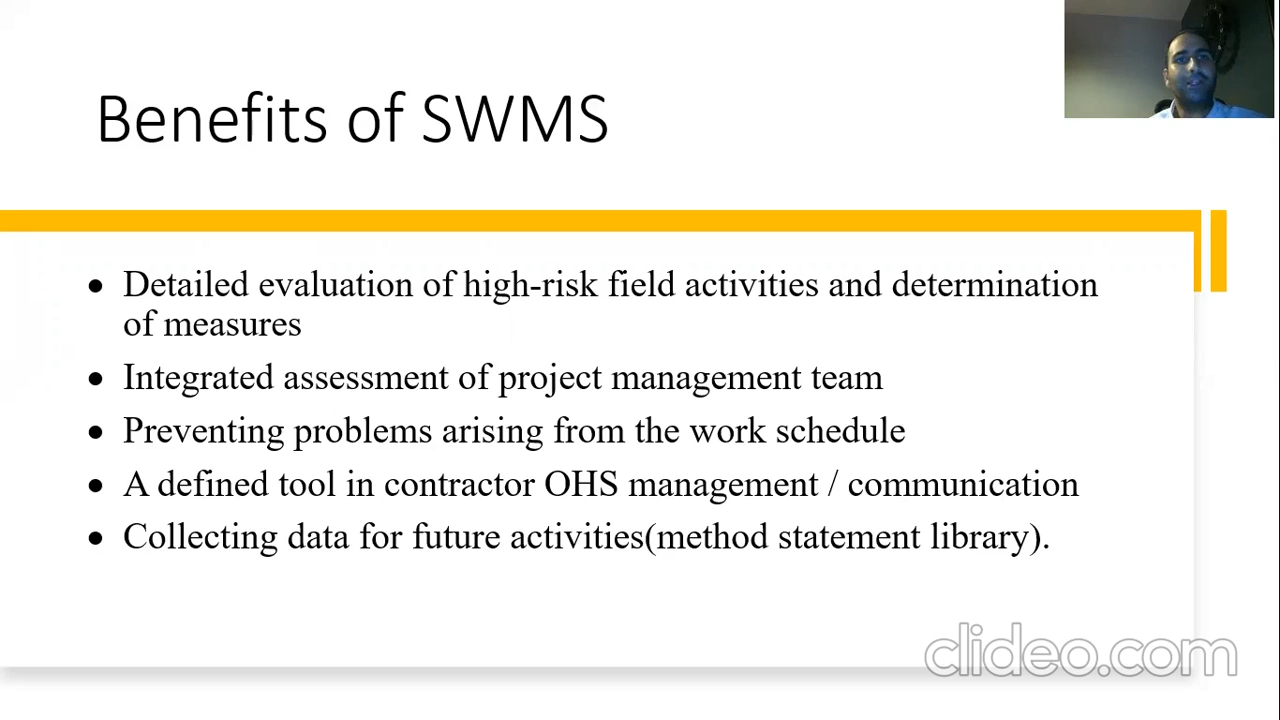 Benefits of SWMS
• Detailed evaluation of high-risk field activities and determination
of measures
• Integrated assessment of project management team
• Preventing problems arising from the work schedule
• A defined tool in contractor OHS management / communication
• Collecting data for future activities(method statement library).
clideo.com